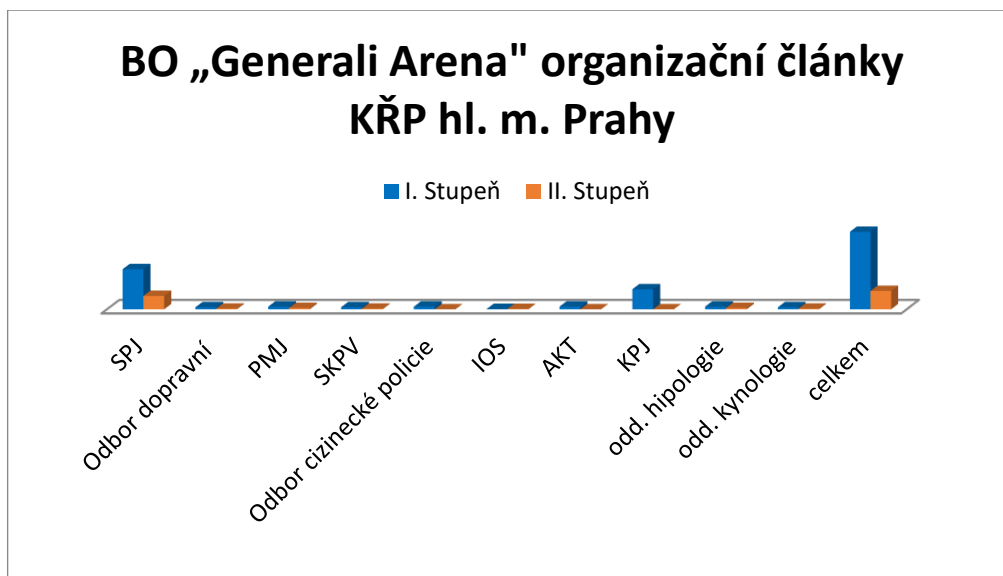 BO „Generali Arena" organizační články
KŘP hl. m. Prahy
I. Stupeň II. Stupeň
SPJ
Odbor dopravní
PMJ
SKPV
Odbor cizinecké policie
IOS
AKT
KPJ
odd. hipologie
odd. kynologie
celkem